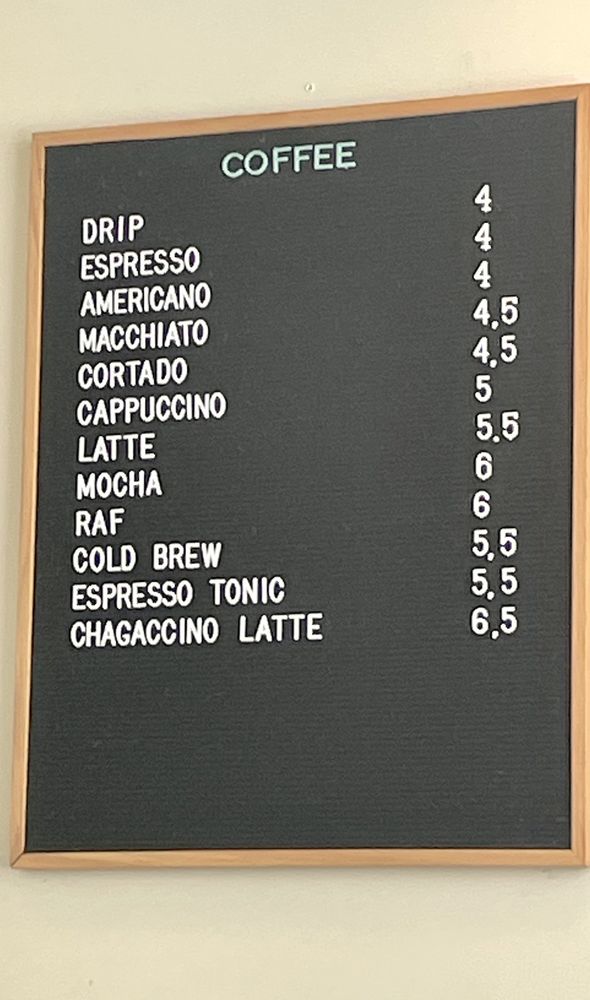 COFFEE
DRIP 4
ESPRESSO 4
AMERICANO 4
MACCHIATO 4.5
CORTADO 4.5
CAPPUCCINO 5
LATTE 5.5
MOCHA 6
RAF 6
COLD BREW 5.5
ESPRESSO TONIC 5.5
CHAGACCINO LATTE 6.5